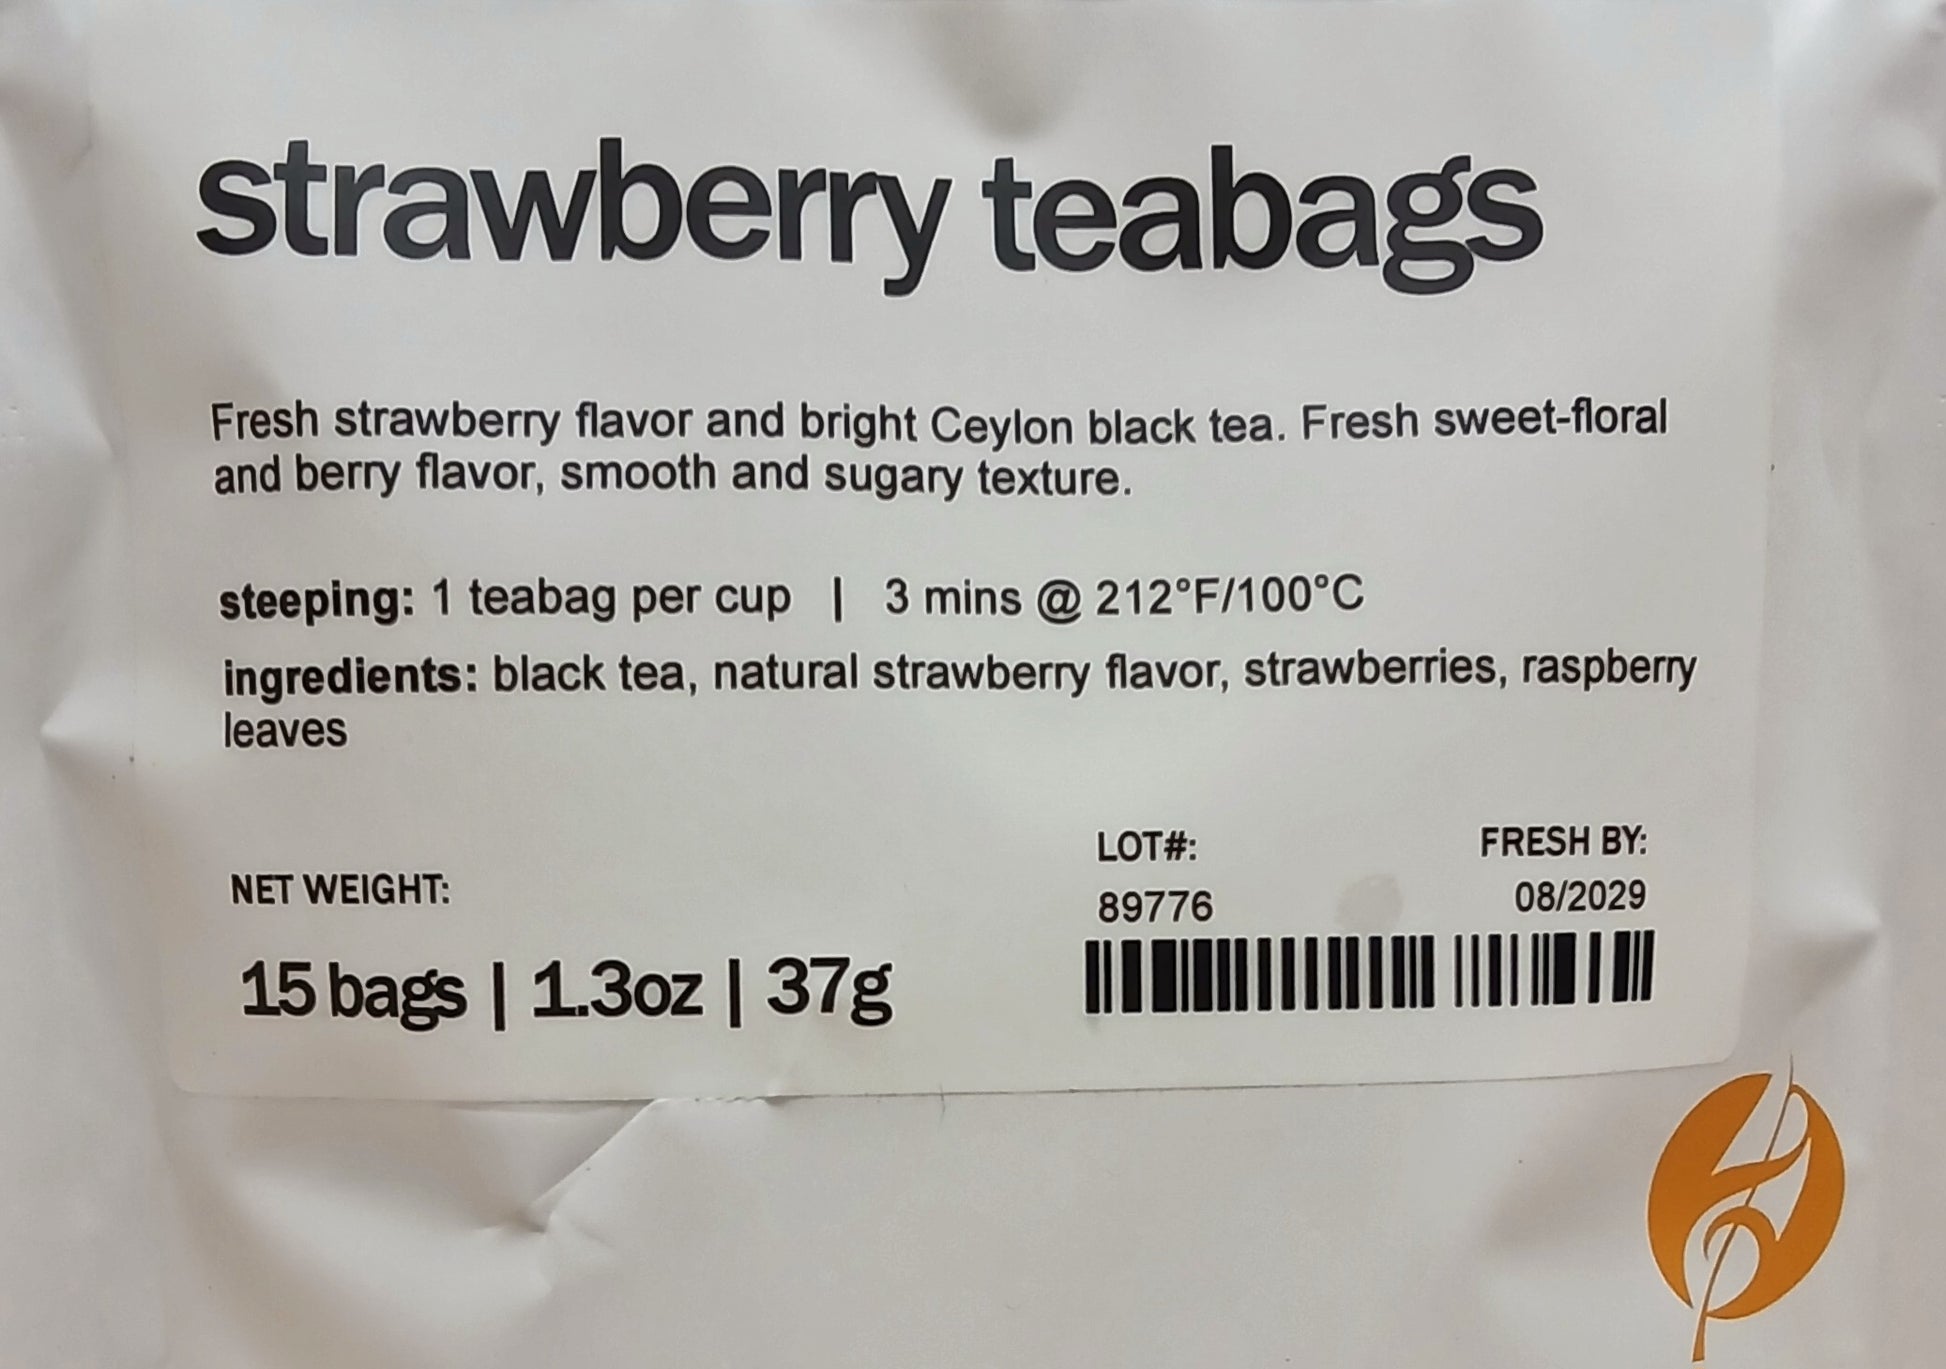 strawberry teabags
Fresh strawberry flavor and bright Ceylon black tea. Fresh sweet-floral
and berry flavor, smooth and sugary texture.
steeping: 1 teabag per cup | 3 mins @ 212°F/100°C
ingredients: black tea, natural strawberry flavor, strawberries, raspberry
leaves
NET WEIGHT:
15 bags | 1.3oz | 37g
LOT#:
89776
FRESH BY:
08/2029